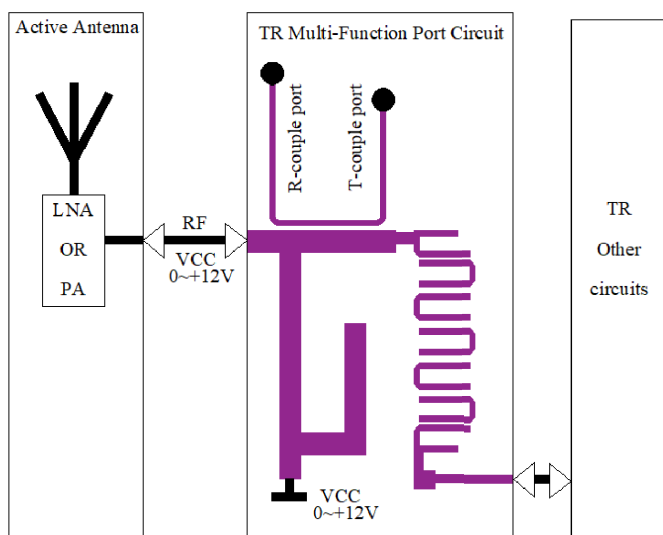 Active Antenna
LNA
OR
PA
RF
VCC
0~+12V
TR Multi-Function Port Circuit
R-couple port
T-couple port
VCC
0~+12V
TR
Other
circuits